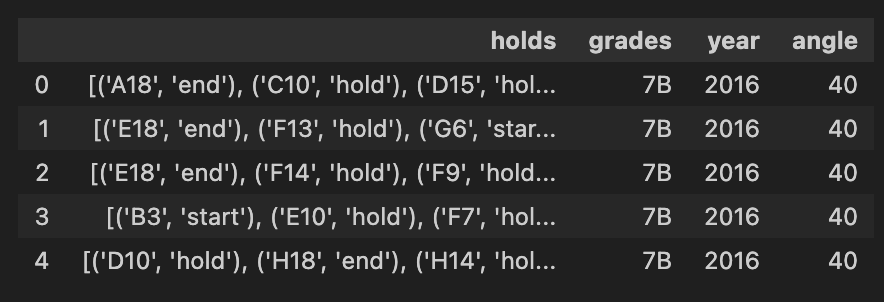 holds grades year angle
0 [('A18', 'end'), ('C10', 'hold'), ('D15', 'hol... 7B 2016 40
1 [('E18', 'end'), ('F13', 'hold'), ('G6', 'star... 7B 2016 40
2 [('E18', 'end'), ('F14', 'hold'), ('F9', 'hold... 7B 2016 40
3 [('B3', 'start'), ('E10', 'hold'), ('F7', 'hol... 7B 2016 40
4 [('D10', 'hold'), ('H18', 'end'), ('H14', 'hol... 7B 2016 40